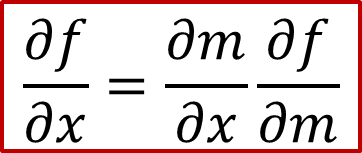 ∂f/∂x = ∂m/∂x ∂f/∂m